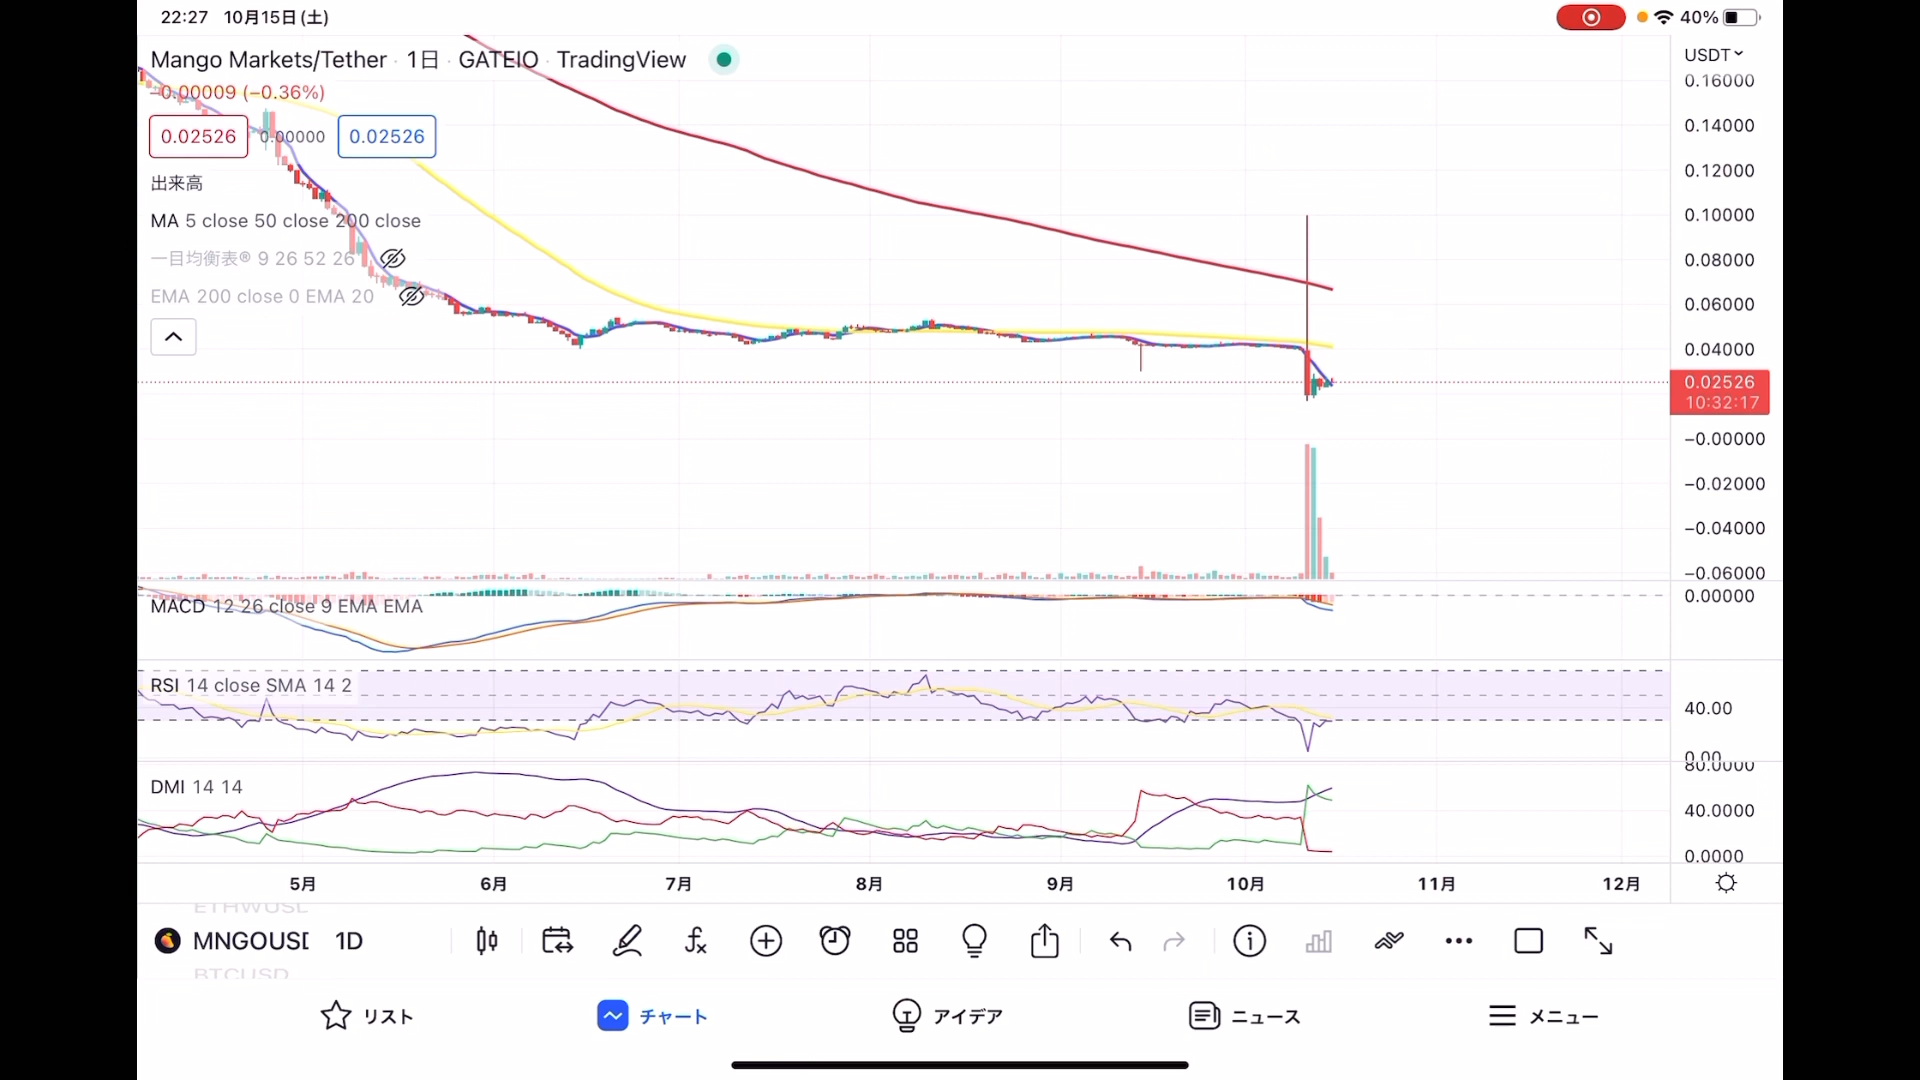 22:27 10月15日(土)
40%
Mango Markets/Tether · 1日 · GATEIO · TradingView
USDT
−0.00009 (−0.36%)
0.02526 0.00000 0.02526
出来高
MA 5 close 50 close 200 close
一目均衡表® 9 26 52 26
EMA 200 close 0 EMA 20
0.16000
0.14000
0.12000
0.10000
0.08000
0.06000
0.04000
0.02526
10:32:17
−0.00000
−0.02000
−0.04000
−0.06000
MACD 12 26 close 9 EMA EMA
0.00000
RSI 14 close SMA 14 2
40.00
0.00
DMI 14 14
80.0000
40.0000
0.0000
5月 6月 7月 8月 9月 10月 11月 12月
ETHWUSD
MNGOUSD 1D
BTCUSD
リスト チャート アイデア ニュース メニュー